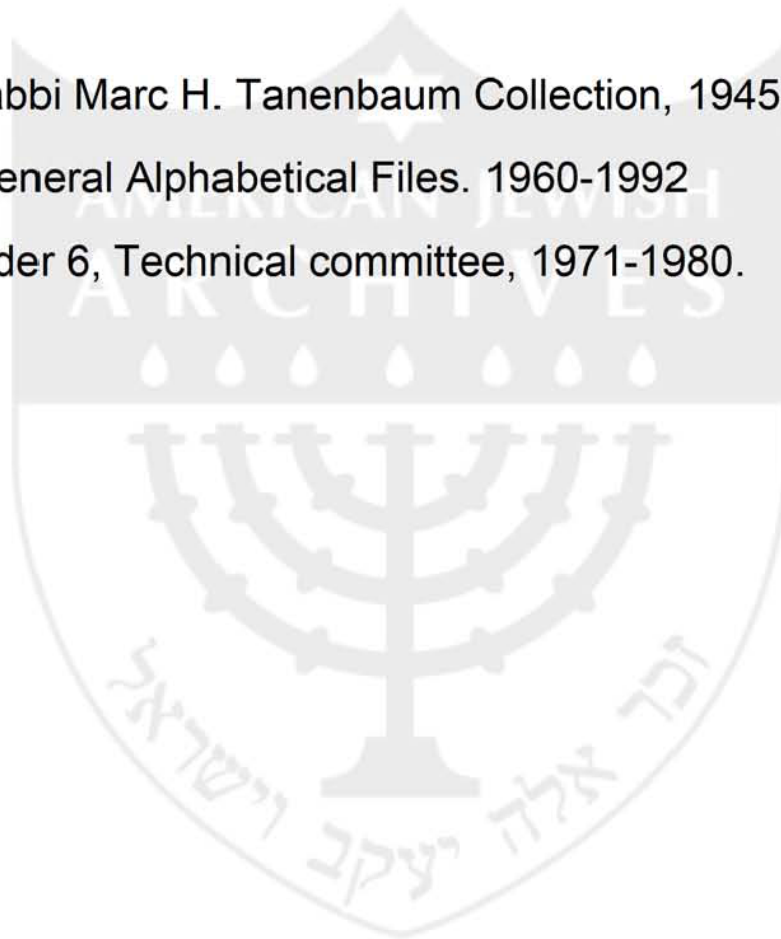 abbi Marc H. Tanenbaum Collection, 1945
eneral Alphabetical Files. 1960-1992
AMERICAN JEWISH
der 6, Technical committee, 1971-1980.
ARCHIVES
זכר אלה יעקב וישראל